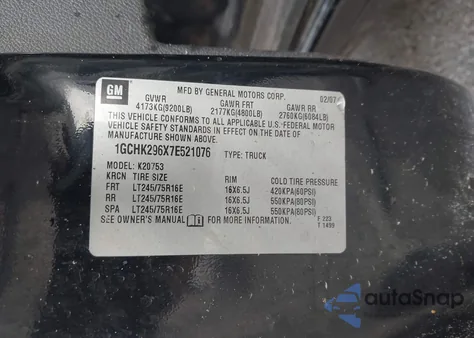 GM
MFD BY GENERAL MOTORS CORP. 02/07
GVWR GAWR FRT GAWR RR
4173KG(9200LB) 2177KG(4800LB) 2760KG(6084LB)
THIS VEHICLE CONFORMS TO ALL APPLICABLE U.S. FEDERAL MOTOR
VEHICLE SAFETY STANDARDS IN EFFECT ON THE DATE OF
MANUFACTURE SHOWN ABOVE.
1GCHK296X7E521076 TYPE: TRUCK
MODEL: K20753
KRCN TIRE SIZE RIM COLD TIRE PRESSURE
FRT LT245/75R16E 16X6.5J 420KPA(60PSI)
RR LT245/75R16E 16X6.5J 550KPA(80PSI)
SPA LT245/75R16E 16X6.5J 550KPA(80PSI)
SEE OWNER'S MANUAL FOR MORE INFORMATION.
F 223
T 1499
autoSnap